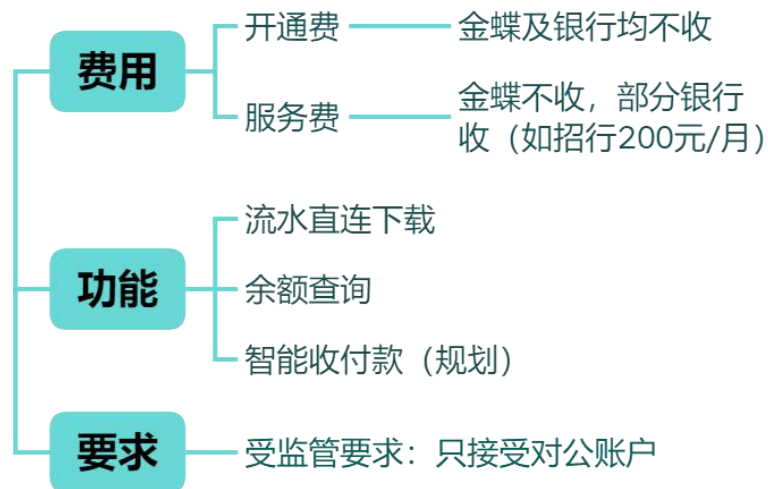 费用
开通费
金蝶及银行均不收
服务费
金蝶不收，部分银行
收（如招行200元/月）
功能
流水直连下载
余额查询
智能收付款（规划）
要求
受监管要求：只接受对公账户